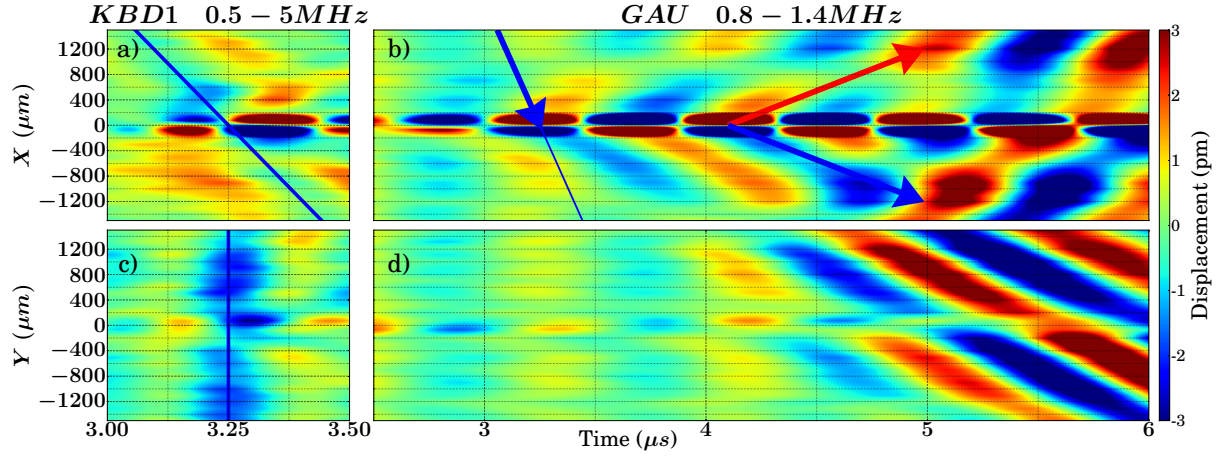 KBD1 0.5 − 5MHz GAU 0.8 − 1.4MHz
a) b)
1200
800
400
0
−400
−800
−1200
X (μm)
c) d)
1200
800
400
0
−400
−800
−1200
Y (μm)
3.00 3.25 3.50 3 4 5 6
Time (μs)
3
2
1
0
-1
-2
-3
Displacement (pm)